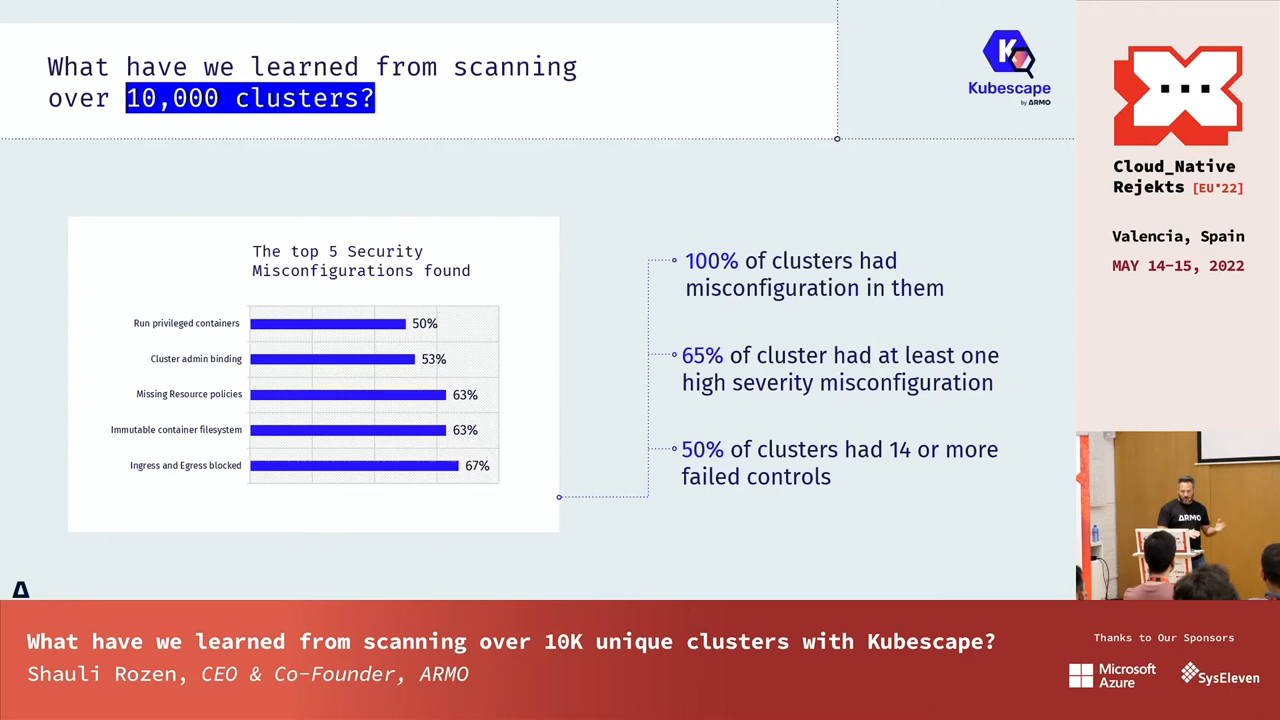 What have we learned from scanning
over 10,000 clusters?
Kubescape
by ARMO
The top 5 Security
Misconfigurations found
Run privileged containers 50%
Cluster admin binding 53%
Missing Resource policies 63%
Immutable container filesystem 63%
Ingress and Egress blocked 67%
100% of clusters had
misconfiguration in them
65% of cluster had at least one
high severity misconfiguration
50% of clusters had 14 or more
failed controls
Cloud_Native
Rejekts [EU'22]
Valencia, Spain
MAY 14-15, 2022
ARMO
What have we learned from scanning over 10K unique clusters with Kubescape?
Shauli Rozen, CEO & Co-Founder, ARMO
Thanks to Our Sponsors
Microsoft
Azure
SysEleven